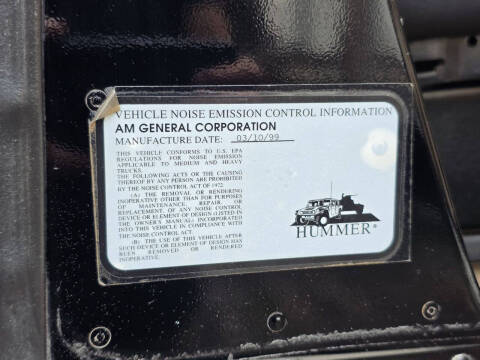 VEHICLE NOISE EMISSION CONTROL INFORMATION
AM GENERAL CORPORATION
MANUFACTURE DATE: 03/10/99
THIS VEHICLE CONFORMS TO U.S. EPA
REGULATIONS FOR NOISE EMISSION
APPLICABLE TO MEDIUM AND HEAVY
TRUCKS.
THE FOLLOWING ACTS OR THE CAUSING
THEREOF BY ANY PERSON ARE PROHIBITED
BY THE NOISE CONTROL ACT OF 1972:
(A) THE REMOVAL OR RENDERING
INOPERATIVE OTHER THAN FOR PURPOSES
OF MAINTENANCE, REPAIR, OR
REPLACEMENT, OF ANY NOISE CONTROL
DEVICE OR ELEMENT OF DESIGN (LISTED IN
THE OWNER'S MANUAL) INCORPORATED
INTO THIS VEHICLE IN COMPLIANCE WITH
THE NOISE CONTROL ACT.
(B) THE USE OF THIS VEHICLE AFTER
SUCH DEVICE OR ELEMENT OF DESIGN HAS
BEEN REMOVED OR RENDERED
INOPERATIVE.
HUMMER®